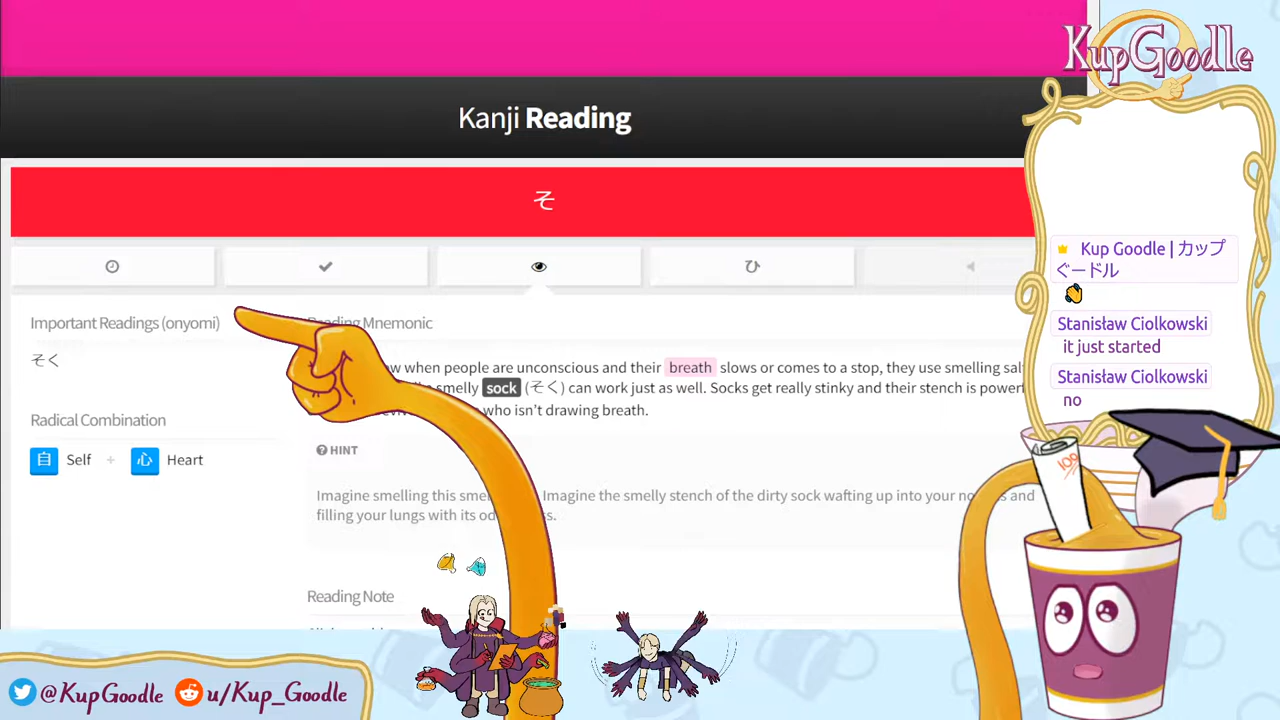 Kanji Reading
そ
ひ
Important Readings (onyomi)
そく
Radical Combination
自 Self + 心 Heart
Reading Mnemonic
when people are unconscious and their breath slows or comes to a stop, they use smelling
smelly sock (そく) can work just as well. Socks get really stinky and their stench is
who isn't drawing breath.
? HINT
Imagine smelling this Imagine the smelly stench of the dirty sock wafting up into your and
filling your lungs with its
Reading Note
KupGoodle
Kup Goodle | カップ
ぐードル
Stanisław Ciolkowski
it just started
Stanisław Ciolkowski
no
100
@KupGoodle u/Kup_Goodle